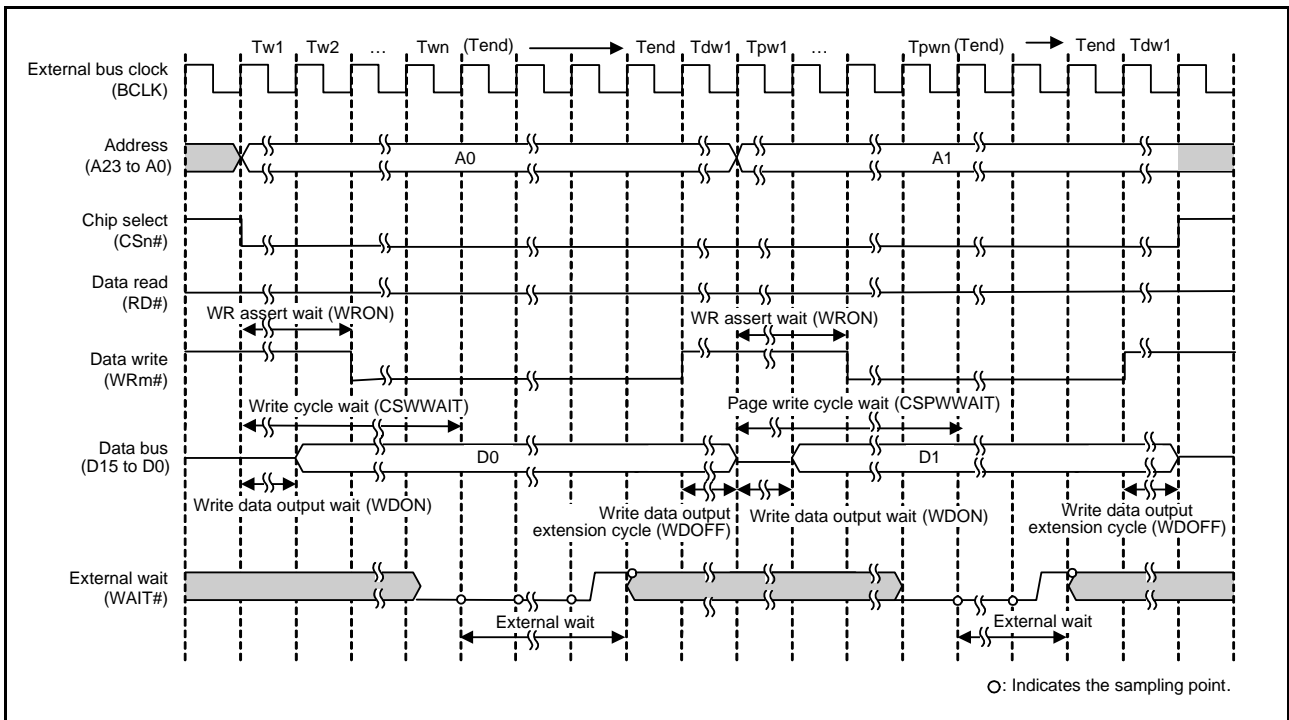 Tw1 Tw2 … Twn (Tend) Tend Tdw1 Tpw1 … Tpwn (Tend) Tend Tdw1
External bus clock
(BCLK)
Address
(A23 to A0)
A0 A1
Chip select
(CSn#)
Data read
(RD#)
WR assert wait (WRON) WR assert wait (WRON)
Data write
(WRm#)
Write cycle wait (CSWWAIT) Page write cycle wait (CSPWWAIT)
Data bus
(D15 to D0)
D0 D1
Write data output wait (WDON) Write data output
extension cycle (WDOFF)
Write data output wait (WDON) Write data output
extension cycle (WDOFF)
External wait
(WAIT#)
External wait External wait
: Indicates the sampling point.